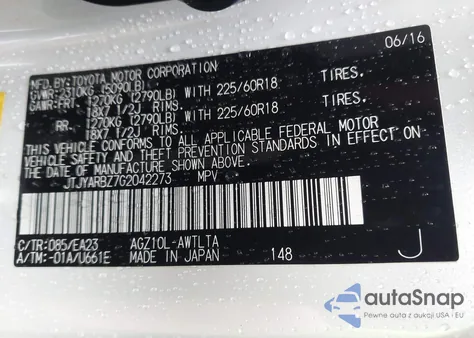 MFD.BY:TOYOTA MOTOR CORPORATION 06/16
GVWR:2310KG (5090LB)
GAWR:FRT. 1270KG (2790LB) WITH 225/60R18 TIRES.
18X7 1/2J RIMS.
RR. 1270KG (2790LB) WITH 225/60R18 TIRES.
18X7 1/2J RIMS.
THIS VEHICLE CONFORMS TO ALL APPLICABLE FEDERAL MOTOR
VEHICLE SAFETY AND THEFT PREVENTION STANDARDS IN EFFECT ON
THE DATE OF MANUFACTURE SHOWN ABOVE.
JTJYARBZ7G2042273 MPV
C/TR:085/EA23 AGZ10L-AWTLTA
A/TM:-01A/U661E MADE IN JAPAN 148 J
autoSnap
Pewne auta z aukcji USA i EU